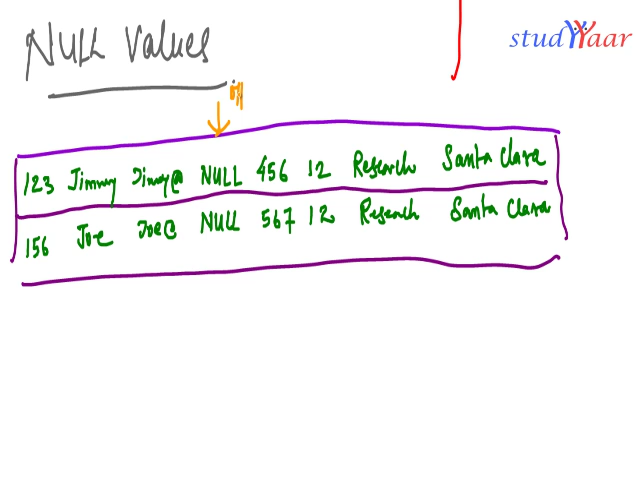 NULL Values
studYYaar
123 Jimmy Jimmy@ NULL 456 12 Research Santa Clara
156 Joe Joe@ NULL 567 12 Research Santa Clara